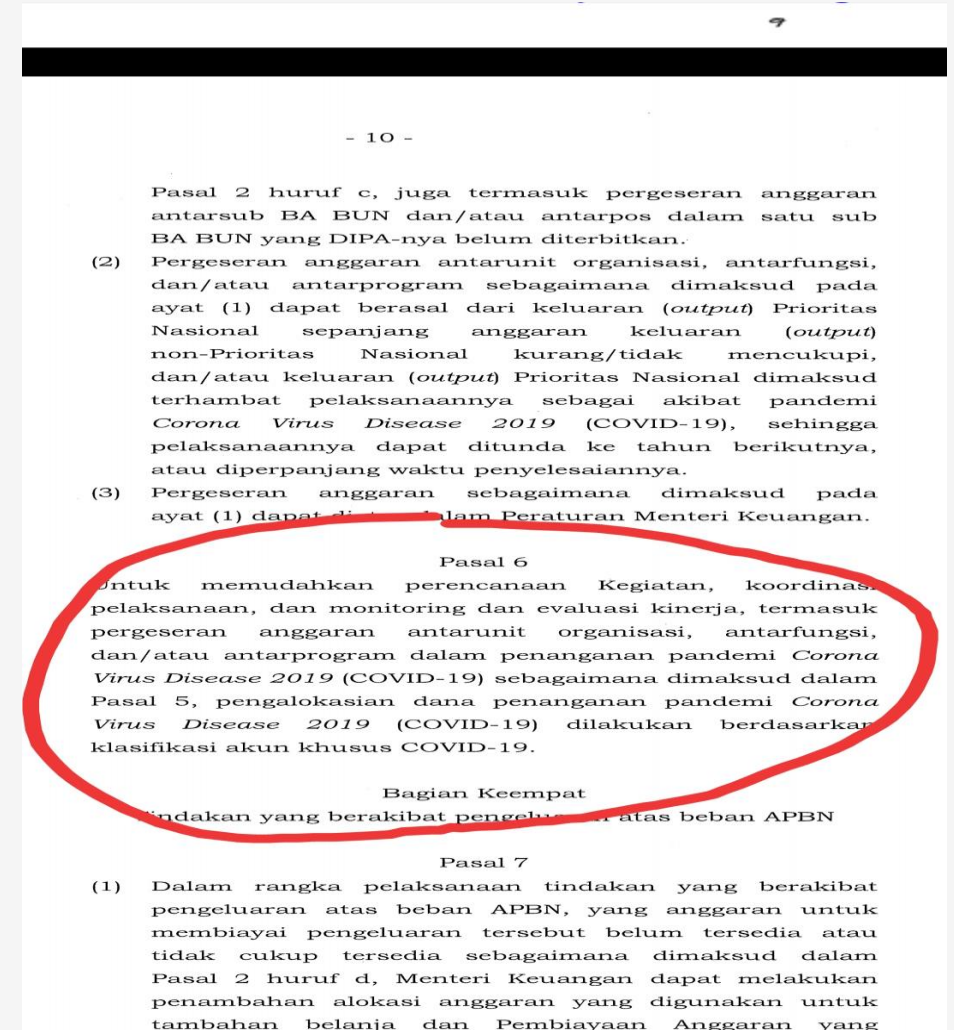 - 10 -
Pasal 2 huruf c, juga termasuk pergeseran anggaran
antarsub BA BUN dan/atau antarpos dalam satu sub
BA BUN yang DIPA-nya belum diterbitkan.
(2) Pergeseran anggaran antarunit organisasi, antarfungsi,
dan/atau antarprogram sebagaimana dimaksud pada
ayat (1) dapat berasal dari keluaran (output) Prioritas
Nasional sepanjang anggaran keluaran (output)
non-Prioritas Nasional kurang/tidak mencukupi,
dan/atau keluaran (output) Prioritas Nasional dimaksud
terhambat pelaksanaannya sebagai akibat pandemi
Corona Virus Disease 2019 (COVID-19), sehingga
pelaksanaannya dapat ditunda ke tahun berikutnya,
atau diperpanjang waktu penyelesaiannya.
(3) Pergeseran anggaran sebagaimana dimaksud pada
ayat (1) dapat dalam Peraturan Menteri Keuangan.
Pasal 6
Untuk memudahkan perencanaan Kegiatan, koordinasi
pelaksanaan, dan monitoring dan evaluasi kinerja, termasuk
pergeseran anggaran antarunit organisasi, antarfungsi,
dan/atau antarprogram dalam penanganan pandemi Corona
Virus Disease 2019 (COVID-19) sebagaimana dimaksud dalam
Pasal 5, pengalokasian dana penanganan pandemi Corona
Virus Disease 2019 (COVID-19) dilakukan berdasarkan
klasifikasi akun khusus COVID-19.
Bagian Keempat
Tindakan yang berakibat pengeluaran atas beban APBN
Pasal 7
(1) Dalam rangka pelaksanaan tindakan yang berakibat
pengeluaran atas beban APBN, yang anggaran untuk
membiayai pengeluaran tersebut belum tersedia atau
tidak cukup tersedia sebagaimana dimaksud dalam
Pasal 2 huruf d, Menteri Keuangan dapat melakukan
penambahan alokasi anggaran yang digunakan untuk
tambahan belanja dan Pembiayaan Anggaran yang